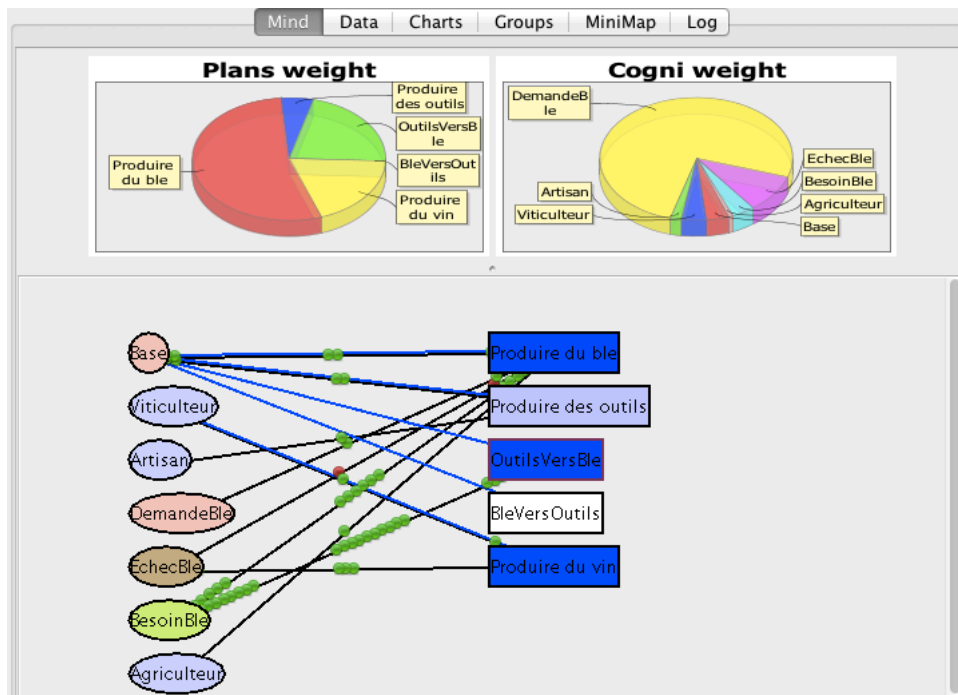 Mind Data Charts Groups MiniMap Log
Plans weight
Produire
des outils
OutilsVersB
le
BleVersOut
ils
Produire
du vin
Produire
du ble
Cogni weight
DemandeB
le
EchecBle
BesoinBle
Agriculteur
Base
Artisan
Viticulteur
Base
Viticulteur
Artisan
DemandeBle
EchecBle
BesoinBle
Agriculteur
Produire du ble
Produire des outils
OutilsVersBle
BleVersOutils
Produire du vin